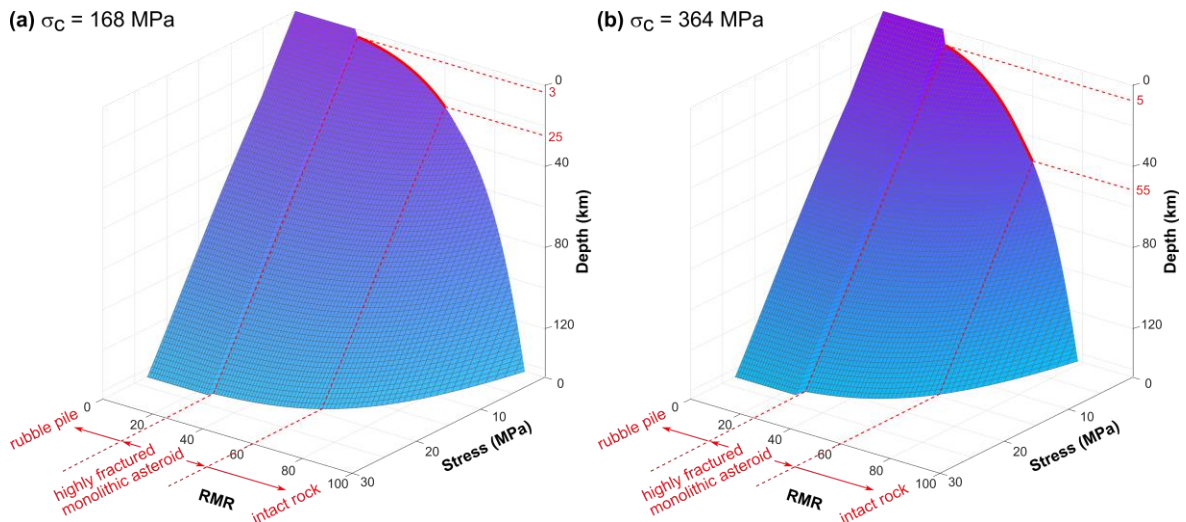 (a) σC = 168 MPa
0
3
25
40
80
120
0
Depth (km)
10
20
30
Stress (MPa)
0
20
40
60
80
100
RMR
rubble pile
highly fractured
monolithic asteroid
intact rock
(b) σC = 364 MPa
0
5
40
55
80
120
0
Depth (km)
10
20
30
Stress (MPa)
0
20
40
60
80
100
RMR
rubble pile
highly fractured
monolithic asteroid
intact rock